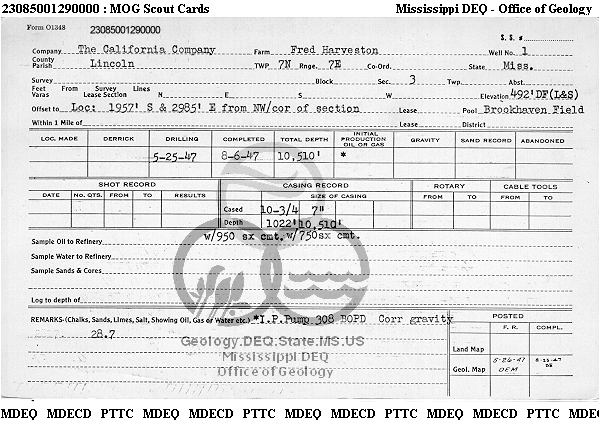 23085001290000 : MOG Scout Cards Mississippi DEQ - Office of Geology
Form O1348 23085001290000 S. S. #
Company The California Company Farm Fred Harveston Well No. 1
County Parish Lincoln TWP 7N Rnge. 7E Co-Ord. State Miss.
Survey Block Sec. 3 Twp. Abst.
Feet Varas From Survey Lines Lease Section N. E. S. W. Elevation 492'DF(L&S)
Offset to Loc: 1957' S & 2985' E from NW/cor of section Lease Pool Brookhaven Field
Within 1 Mile of Lease District
LOC. MADE DERRICK DRILLING COMPLETED TOTAL DEPTH INITIAL PRODUCTION OIL OR GAS GRAVITY SAND RECORD ABANDONED
5-25-47 8-6-47 10,510' *
SHOT RECORD CASING RECORD ROTARY CABLE TOOLS
DATE No. QTS. FROM TO RESULTS SIZE OF CASING FROM TO FROM TO
Cased 10-3/4 7"
Depth 1022' 10,510'
w/950 sx cmt. w/750sx cmt.
Sample Oil to Refinery
Sample Water to Refinery
Sample Sands & Cores
Log to depth of
REMARKS-(Chalks, Sands, Limes, Salt, Showing Oil, Gas or Water etc.) *I.P.Pump 308 BOPD Corr gravity
28.7
POSTED
F. R. COMPL.
Land Map
Geol. Map 5-26-47 OEM 8-25-47
Geology.DEQ.State.MS.US
Mississippi DEQ
Office of Geology
MDEQ MDECD PTTC MDEQ MDECD PTTC MDEQ MDECD PTTC MDEQ MDECD PTTC MDEQ